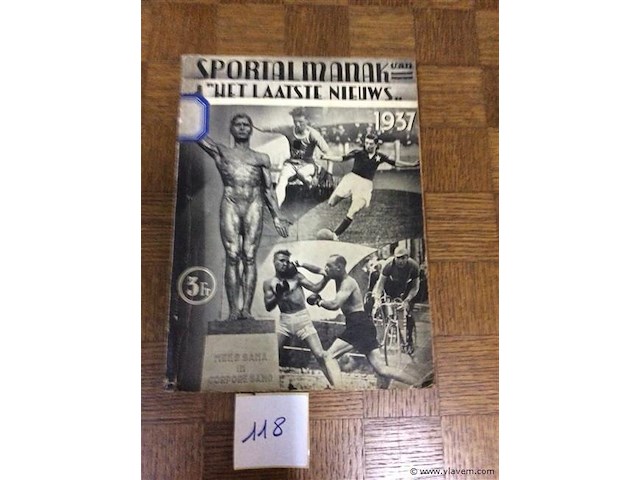 SPORTALMANAK van
"HET LAATSTE NIEUWS"
1937
3 Fr
MENS SANA
IN
CORPORE SANO
118
© www.vlavem.com